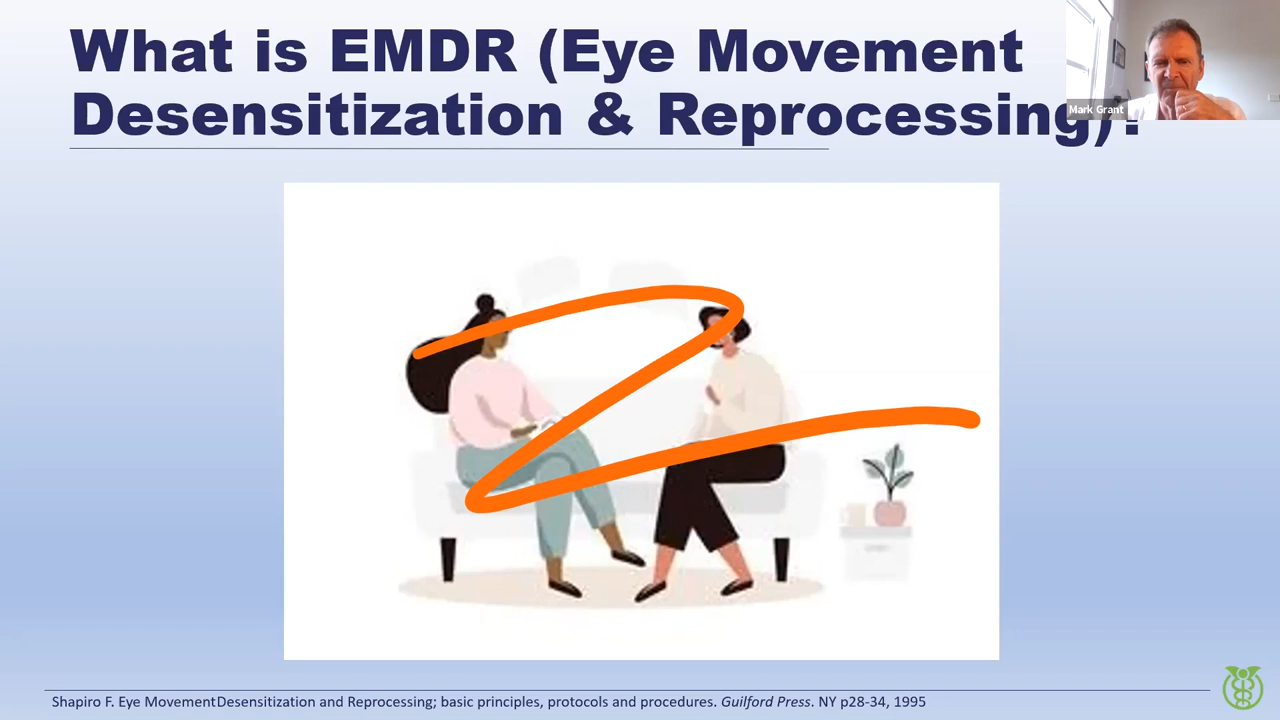 What is EMDR (Eye Movement
Desensitization & Reprocessing)?
Mark Grant
Shapiro F. Eye MovementDesensitization and Reprocessing; basic principles, protocols and procedures. Guilford Press. NY p28-34, 1995